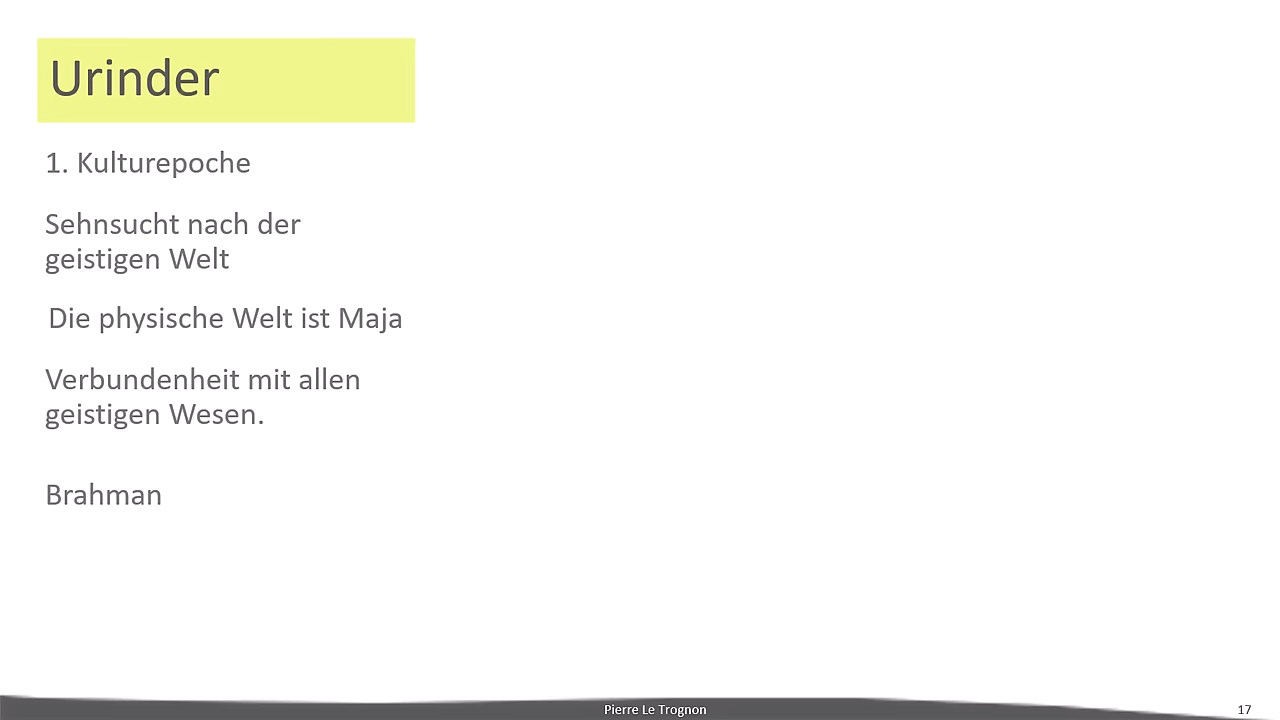 Urinder
1. Kulturepoche
Sehnsucht nach der
geistigen Welt
Die physische Welt ist Maja
Verbundenheit mit allen
geistigen Wesen.
Brahman
Pierre Le Trognon
17